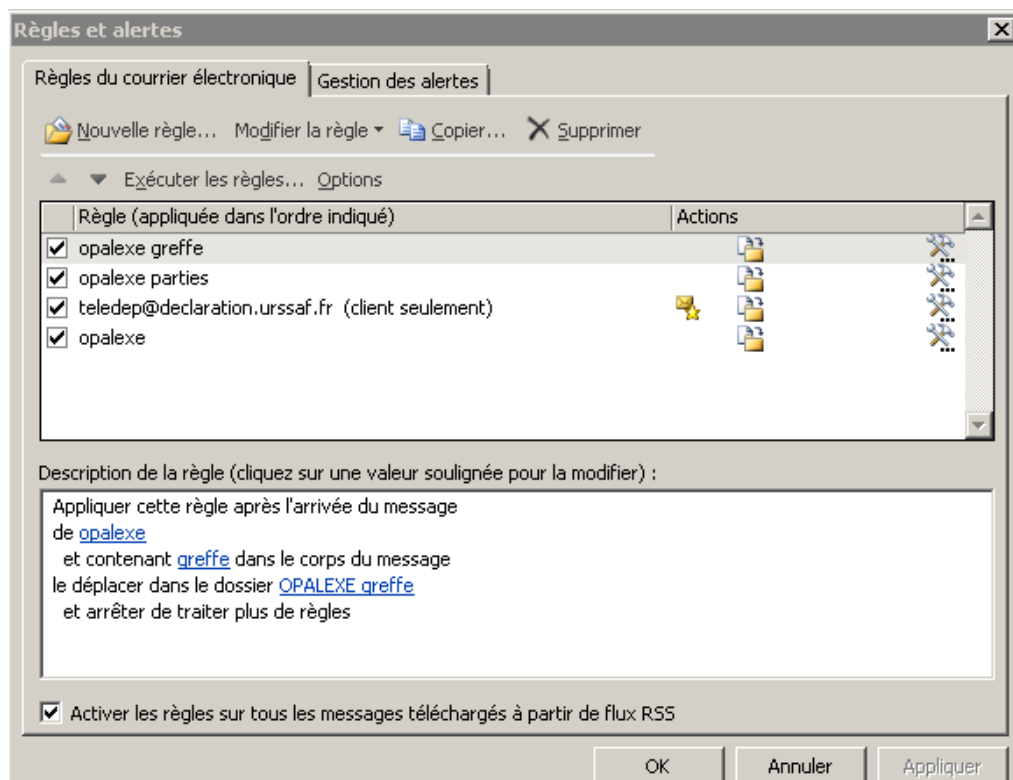 Règles et alertes
Règles du courrier électronique
Gestion des alertes
Nouvelle règle... Modifier la règle Copier... Supprimer
Exécuter les règles... Options
Règle (appliquée dans l'ordre indiqué) Actions
opalexe greffe
opalexe parties
teledep@declaration.urssaf.fr (client seulement)
opalexe
Description de la règle (cliquez sur une valeur soulignée pour la modifier) :
Appliquer cette règle après l'arrivée du message
de opalexe
et contenant greffe dans le corps du message
le déplacer dans le dossier OPALEXE greffe
et arrêter de traiter plus de règles
Activer les règles sur tous les messages téléchargés à partir de flux RSS
OK Annuler Appliquer